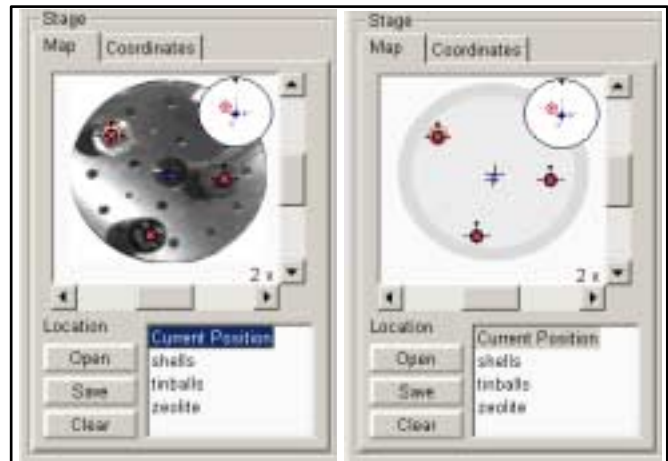 Stage
Map Coordinates
2 x
Location
Current Position
Open
shells
Save
tinballs
zeolite
Clear
Stage
Map Coordinates
2 x
Location
Current Position
Open
shells
Save
tinballs
zeolite
Clear